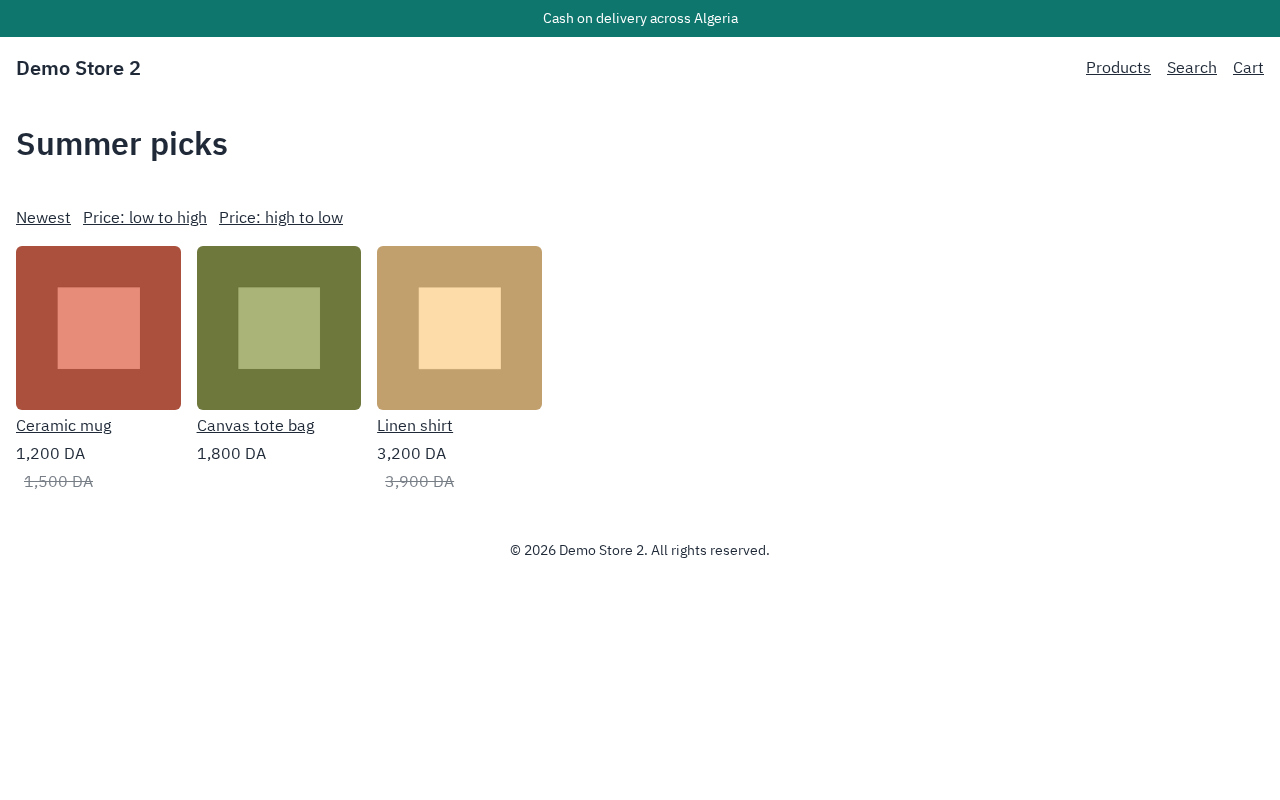 Cash on delivery across Algeria
Demo Store 2
Products Search Cart
Summer picks
Newest Price: low to high Price: high to low
Ceramic mug
1,200 DA
1,500 DA
Canvas tote bag
1,800 DA
Linen shirt
3,200 DA
3,900 DA
© 2026 Demo Store 2. All rights reserved.